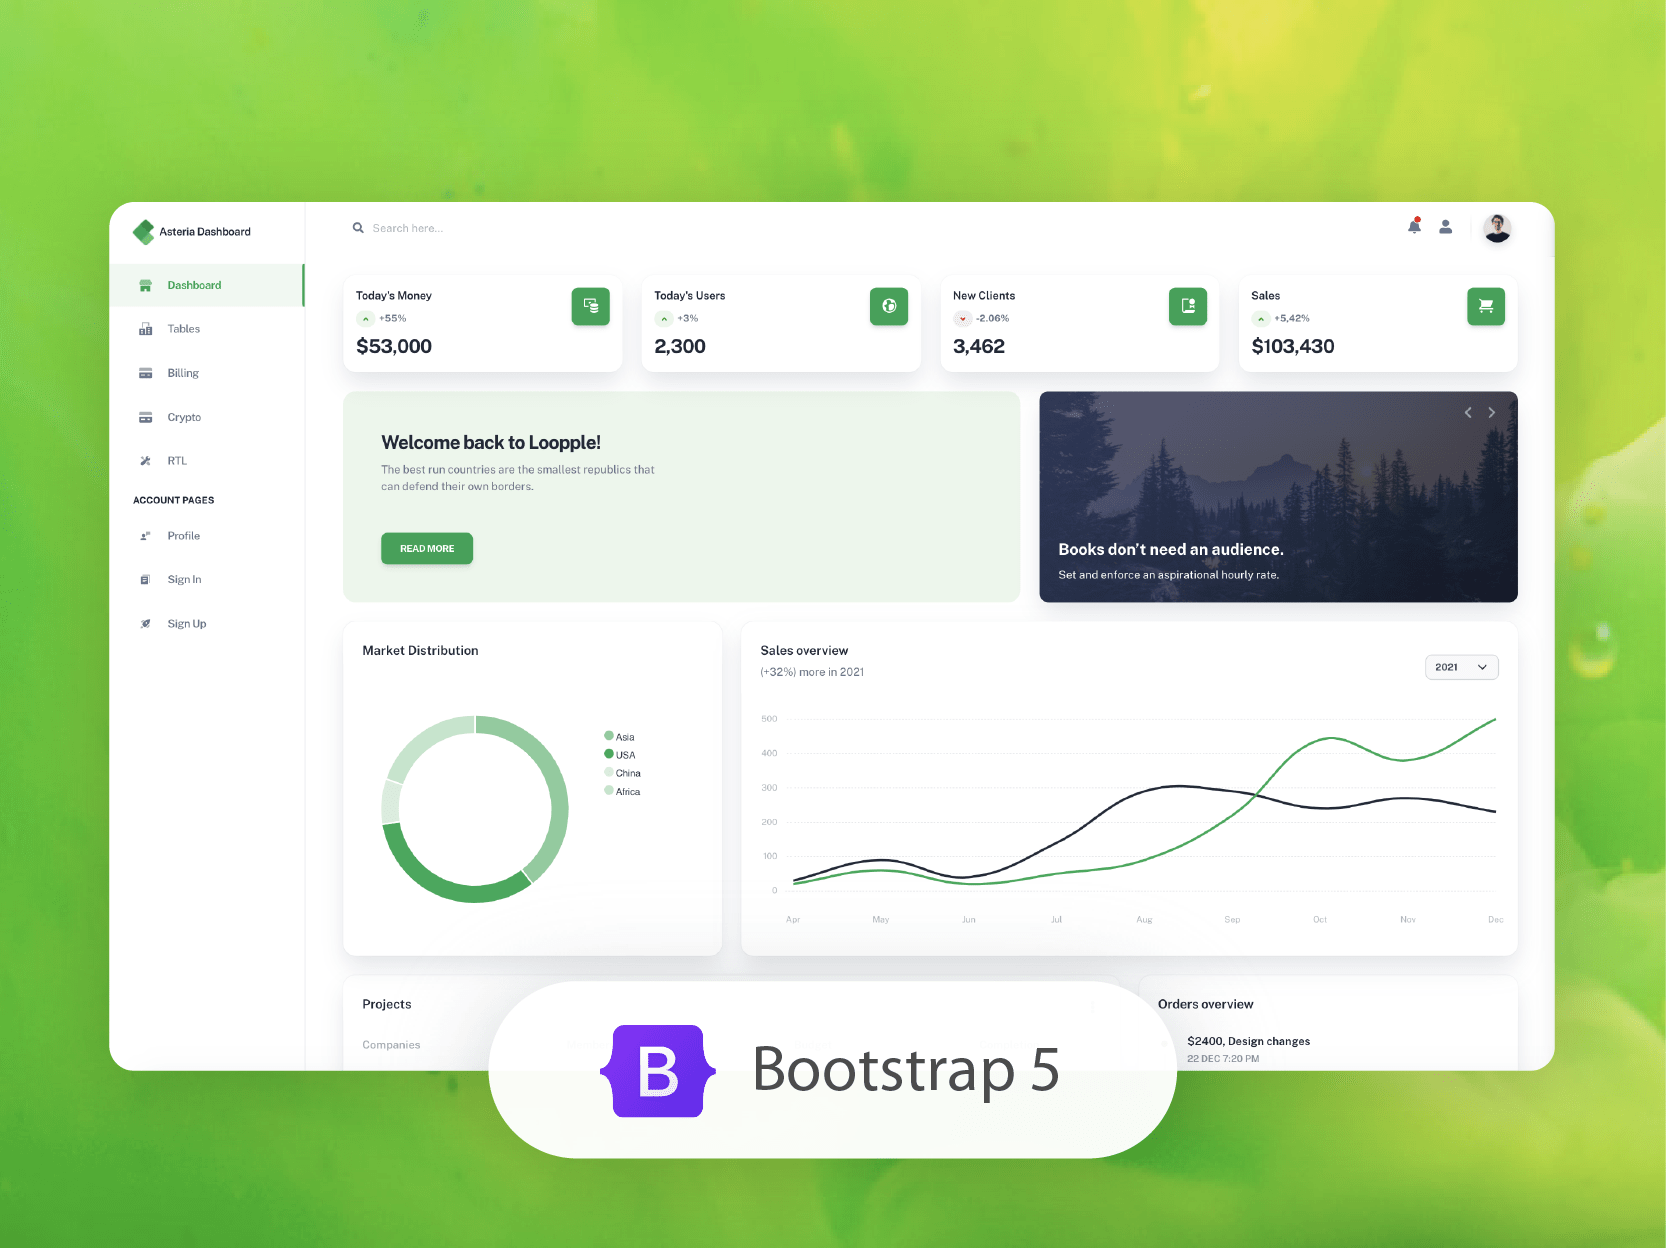 Asteria Dashboard
Search here...
Dashboard
Tables
Billing
Crypto
RTL
ACCOUNT PAGES
Profile
Sign In
Sign Up
Today's Money
+55%
$53,000
Today's Users
+3%
2,300
New Clients
-2.06%
3,462
Sales
+5,42%
$103,430
Welcome back to Loopple!
The best run countries are the smallest republics that
can defend their own borders.
READ MORE
Books don't need an audience.
Set and enforce an aspirational hourly rate.
Market Distribution
Asia
USA
China
Africa
Sales overview
(+32%) more in 2021
2021
500
400
300
200
100
0
Apr May Jun Jul Aug Sep Oct Nov Dec
Projects
Companies
Orders overview
$2400, Design changes
22 DEC 7:20 PM
B
Bootstrap 5